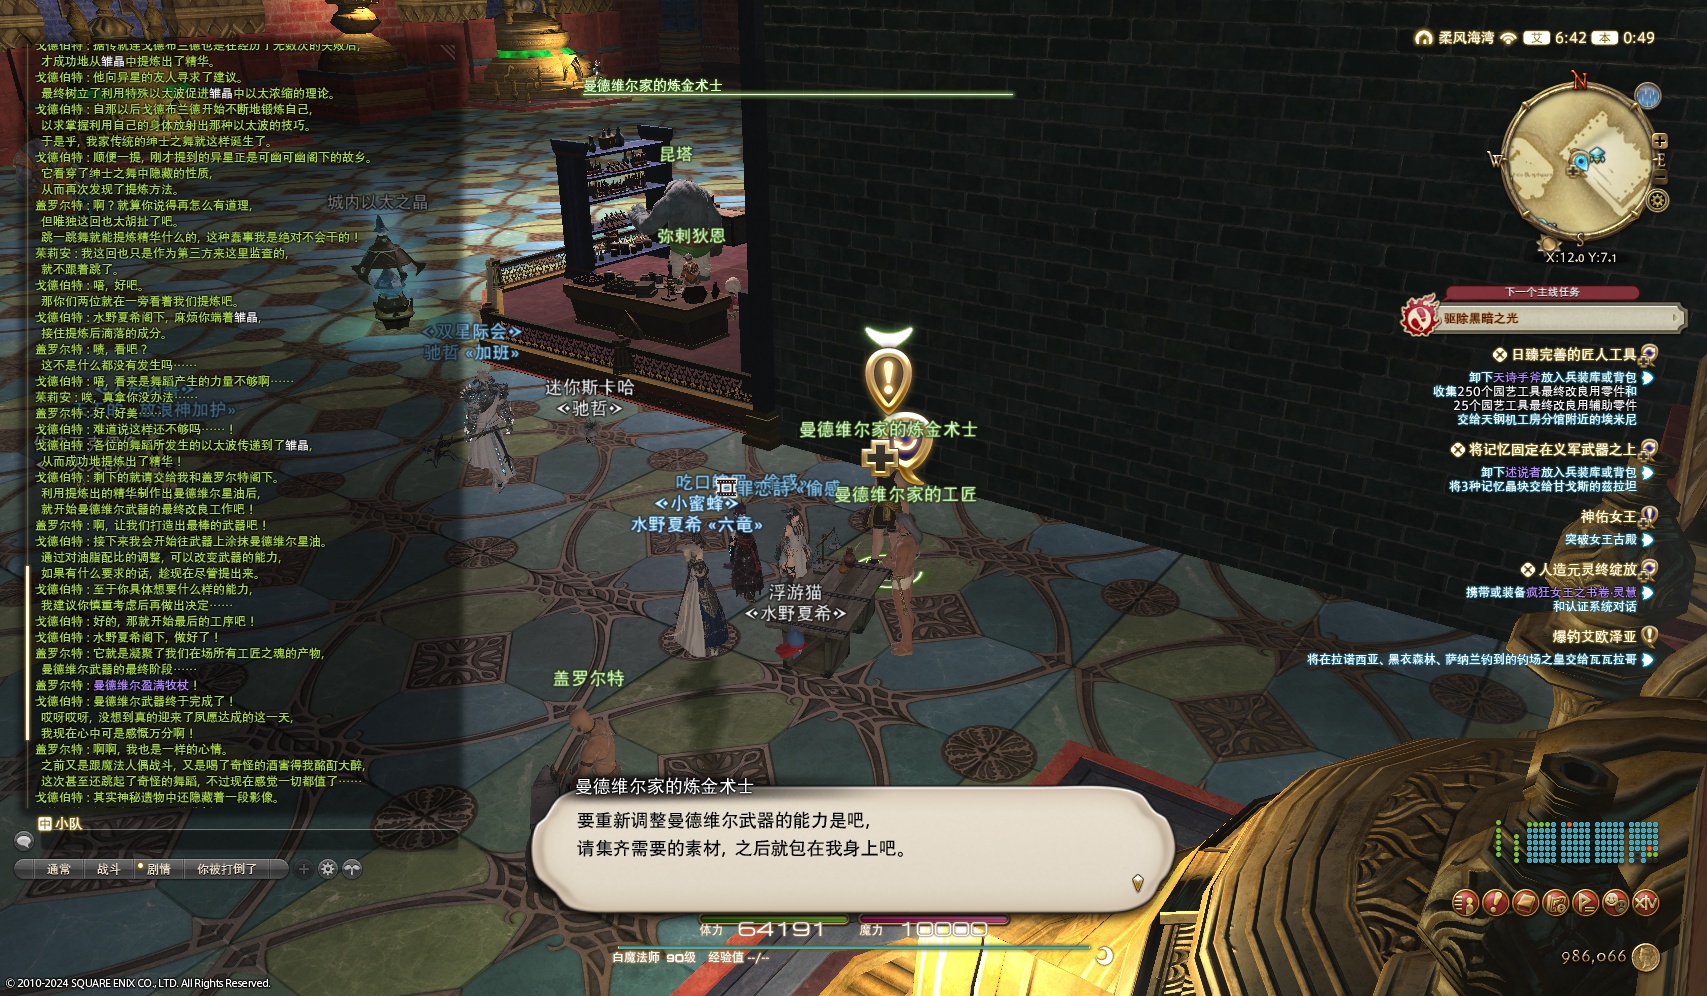 戈德伯特：据传就连戈德布兰德也是在经历了无数次的失败后，
才成功地从雏晶中提炼出了精华。
戈德伯特：他向异星的友人寻求了建议。
最终树立了利用特殊以太波促进雏晶中以太浓缩的理论。
戈德伯特：自那以后戈德布兰德开始不断地锻炼自己，
以求掌握利用自己的身体放射出那种以太波的技巧。
于是乎，我家传统的绅士之舞就这样诞生了。
戈德伯特：顺便一提，刚才提到的异星正是可幽可幽阁下的故乡。
它看穿了绅士之舞中隐藏的性质，
从而再次发现了提炼方法。
盖罗尔特：啊？就算你说得再怎么有道理，
但唯独这回也太胡扯了吧。
跳一跳舞就能提炼精华什么的，这种蠢事我是绝对不会干的！
茱莉安：我这回也只是作为第三方来这里监查的，
就不跟着跳了。
戈德伯特：唔，好吧。
那你们两位就在一旁看着我们提炼吧。
戈德伯特：水野夏希阁下，麻烦你端着雏晶，
接住提炼后滴落的成分。
盖罗尔特：啧，看吧？
这不是什么都没有发生吗……
戈德伯特：唔，看来是舞蹈产生的力量不够啊……
茱莉安：唉，真拿你没办法……
盖罗尔特：好，好美……
戈德伯特：难道说这样还不够吗……！
戈德伯特：各位的舞蹈所发生的以太波传递到了雏晶，
从而成功地提炼出了精华！
戈德伯特：剩下的就请交给我和盖罗尔特阁下。
利用提炼出的精华制作出曼德维尔星油后，
就开始曼德维尔武器的最终改良工作吧！
盖罗尔特：啊，让我们打造出最棒的武器吧！
戈德伯特：接下来我会开始往武器上涂抹曼德维尔星油。
通过对油脂配比的调整，可以改变武器的能力，
如果有什么要求的话，趁现在尽管提出来。
戈德伯特：至于你具体想要什么样的能力，
我建议你慎重考虑后再做出决定……
戈德伯特：好的，那就开始最后的工序吧！
戈德伯特：水野夏希阁下，做好了！
盖罗尔特：它就是凝聚了我们在场所有工匠之魂的产物，
曼德维尔武器的最终阶段……
盖罗尔特：曼德维尔盈满牧杖！
戈德伯特：曼德维尔武器终于完成了！
哎呀哎呀，没想到真的迎来了夙愿达成的这一天，
我现在心中可是感慨万分啊！
盖罗尔特：啊啊，我也是一样的心情。
之前又是跟魔法人偶战斗，又是喝了奇怪的酒害得我酩酊大醉，
这次甚至还跳起了奇怪的舞蹈，不过现在感觉一切都值了……
戈德伯特：其实神秘遗物中还隐藏着一段影像。
小队
通常 战斗 剧情 你被打倒了
© 2010-2024 SQUARE ENIX CO., LTD. All Rights Reserved.
曼德维尔家的炼金术士
昆塔
城内以太之晶
弥刺狄恩
«双星际会»
驰哲 «加班»
迷你斯卡哈
«驰哲»
曼德维尔家的炼金术士
曼德维尔家的工匠
«小蜜蜂»
水野夏希 «六竜»
浮游猫
«水野夏希»
盖罗尔特
曼德维尔家的炼金术士
要重新调整曼德维尔武器的能力是吧，
请集齐需要的素材，之后就包在我身上吧。
体力 64191 魔力 10000
白魔法师 90级 经验值 --/--
柔风海湾 艾 6:42 本 0:49
N
W
E
S
X:12.0 Y:7.1
下一个主线任务
驱除黑暗之光
日臻完善的匠人工具
卸下天诗手斧放入兵装库或背包
收集250个园艺工具最终改良用零件和
25个园艺工具最终改良用辅助零件
交给天钢机工房分馆附近的埃米尼
将记忆固定在义军武器之上
卸下述说者放入兵装库或背包
将3种记忆晶块交给甘戈斯的兹拉坦
神佑女王
突破女王古殿
人造元灵终绽放
携带或装备疯狂女王之书卷·灵慧
和认证系统对话
爆钓艾欧泽亚
将在拉诺西亚、黑衣森林、萨纳兰钓到的钓场之皇交给瓦瓦拉哥
XIV
986,066